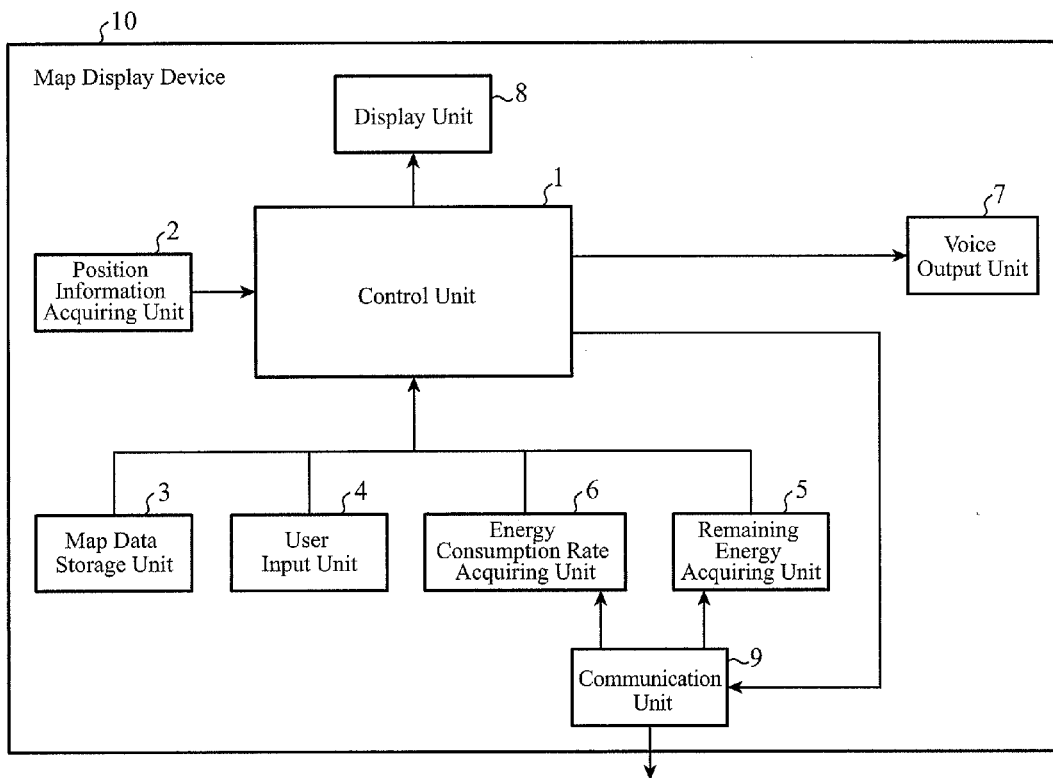 10
Map Display Device
8
Display Unit
1
Control Unit
2
Position
Information
Acquiring Unit
7
Voice
Output Unit
3
Map Data
Storage Unit
4
User
Input Unit
6
Energy
Consumption Rate
Acquiring Unit
5
Remaining
Energy
Acquiring Unit
9
Communication
Unit